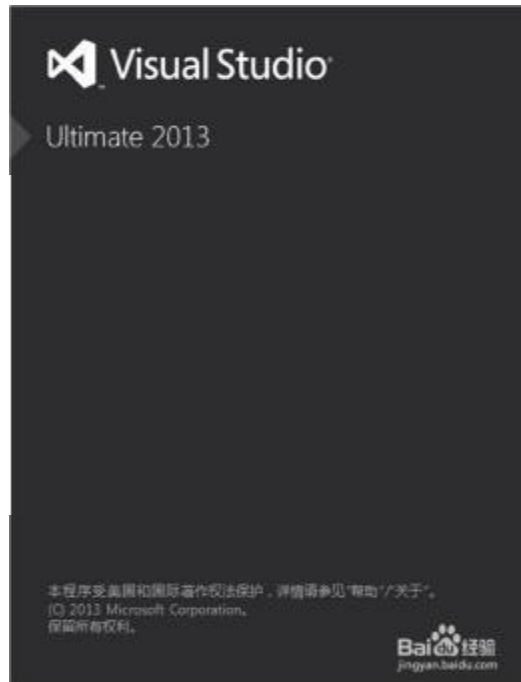 Visual Studio
Ultimate 2013
本程序受美国和国际著作权法保护，详情请参见“帮助”/“关于”。
(C) 2013 Microsoft Corporation。
保留所有权利。
Baidu经验
jingyan.baidu.com